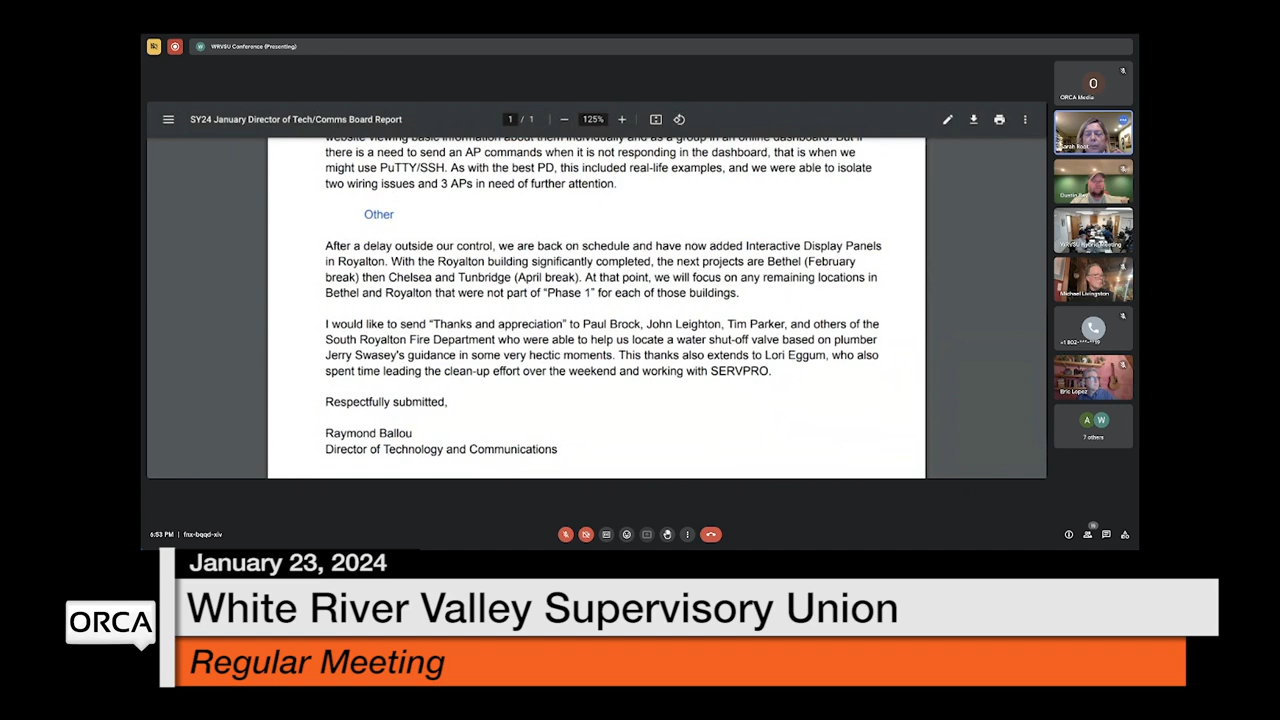 WRVSU Conference (Presenting)
SY24 January Director of Tech/Comms Board Report
1 / 1
125%
there is a need to send an AP commands when it is not responding in the dashboard, that is when we
might use PuTTY/SSH. As with the best PD, this included real-life examples, and we were able to isolate
two wiring issues and 3 APs in need of further attention.
Other
After a delay outside our control, we are back on schedule and have now added Interactive Display Panels
in Royalton. With the Royalton building significantly completed, the next projects are Bethel (February
break) then Chelsea and Tunbridge (April break). At that point, we will focus on any remaining locations in
Bethel and Royalton that were not part of “Phase 1” for each of those buildings.
I would like to send “Thanks and appreciation” to Paul Brock, John Leighton, Tim Parker, and others of the
South Royalton Fire Department who were able to help us locate a water shut-off valve based on plumber
Jerry Swasey's guidance in some very hectic moments. This thanks also extends to Lori Eggum, who also
spent time leading the clean-up effort over the weekend and working with SERVPRO.
Respectfully submitted,
Raymond Ballou
Director of Technology and Communications
O
ORCA Media
Sarah Root
WRVSU Hybrid Meeting
Michael Livingston
Eric Lopez
A W
7 others
6:53 PM | fnx-bqqd-xiv
January 23, 2024
White River Valley Supervisory Union
ORCA
Regular Meeting